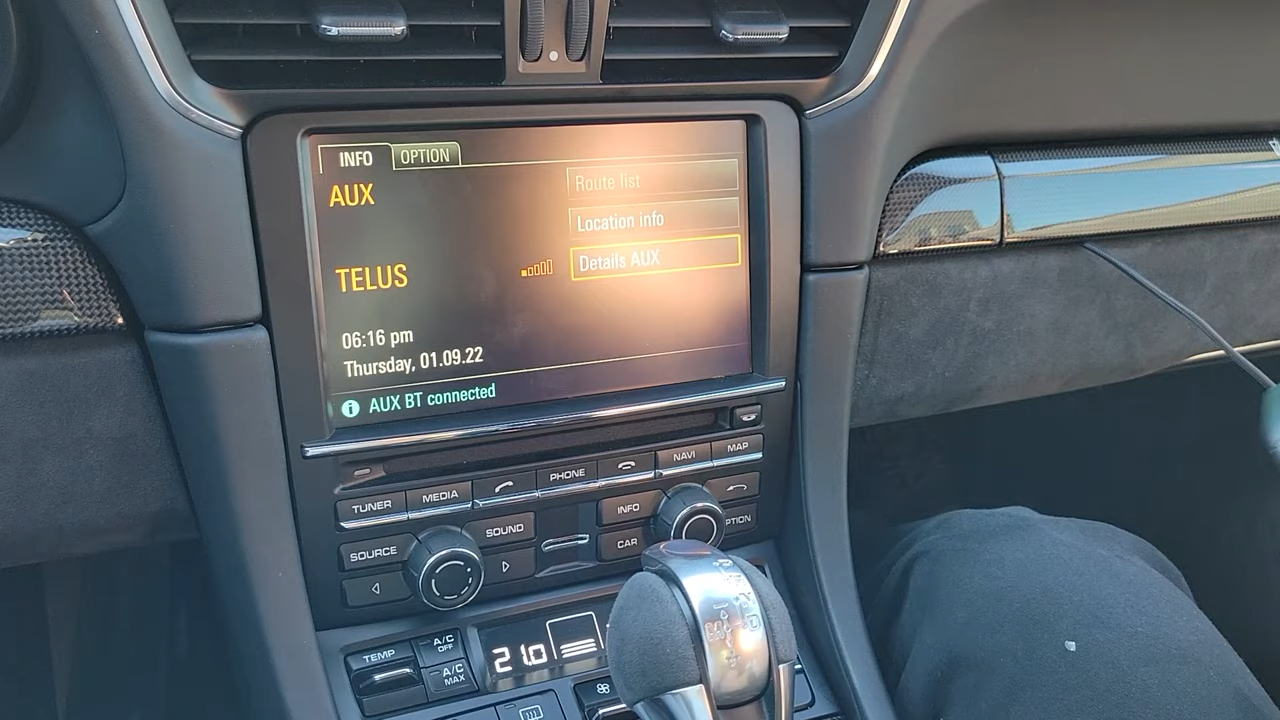 INFO
OPTION
AUX
Route list
Location info
Details AUX
TELUS
06:16 pm
Thursday, 01.09.22
AUX BT connected
TUNER
MEDIA
PHONE
NAVI
MAP
SOURCE
SOUND
INFO
CAR
TEMP
A/C
OFF
A/C
MAX
21.0